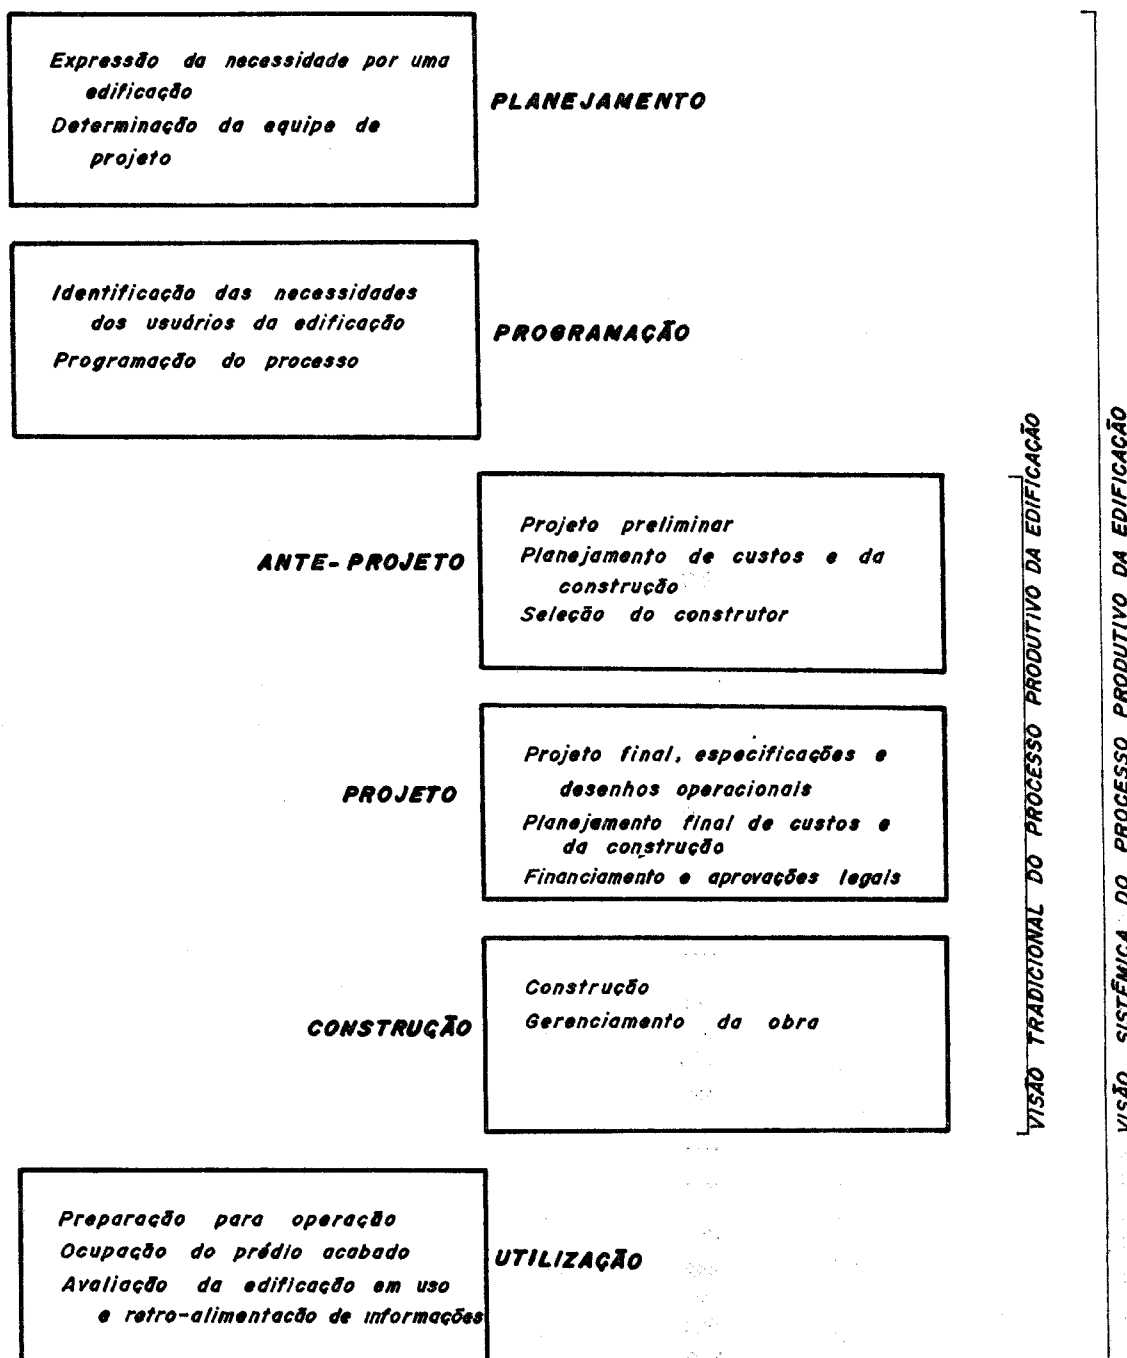 Expressão da necessidade por uma
edificação
Determinação da equipe de
projeto
PLANEJAMENTO
Identificação das necessidades
dos usuários da edificação
Programação do processo
PROGRAMAÇÃO
ANTE-PROJETO
Projeto preliminar
Planejamento de custos e da
construção
Seleção do construtor
PROJETO
Projeto final, especificações e
desenhos operacionais
Planejamento final de custos e
da construção
Financiamento e aprovações legais
CONSTRUÇÃO
Construção
Gerenciamento da obra
Preparação para operação
Ocupação do prédio acabado
Avaliação da edificação em uso
e retro-alimentacão de informações
UTILIZAÇÃO
VISÃO TRADICIONAL DO PROCESSO PRODUTIVO DA EDIFICAÇÃO
VISÃO SISTÊMICA DO PROCESSO PRODUTIVO DA EDIFICAÇÃO